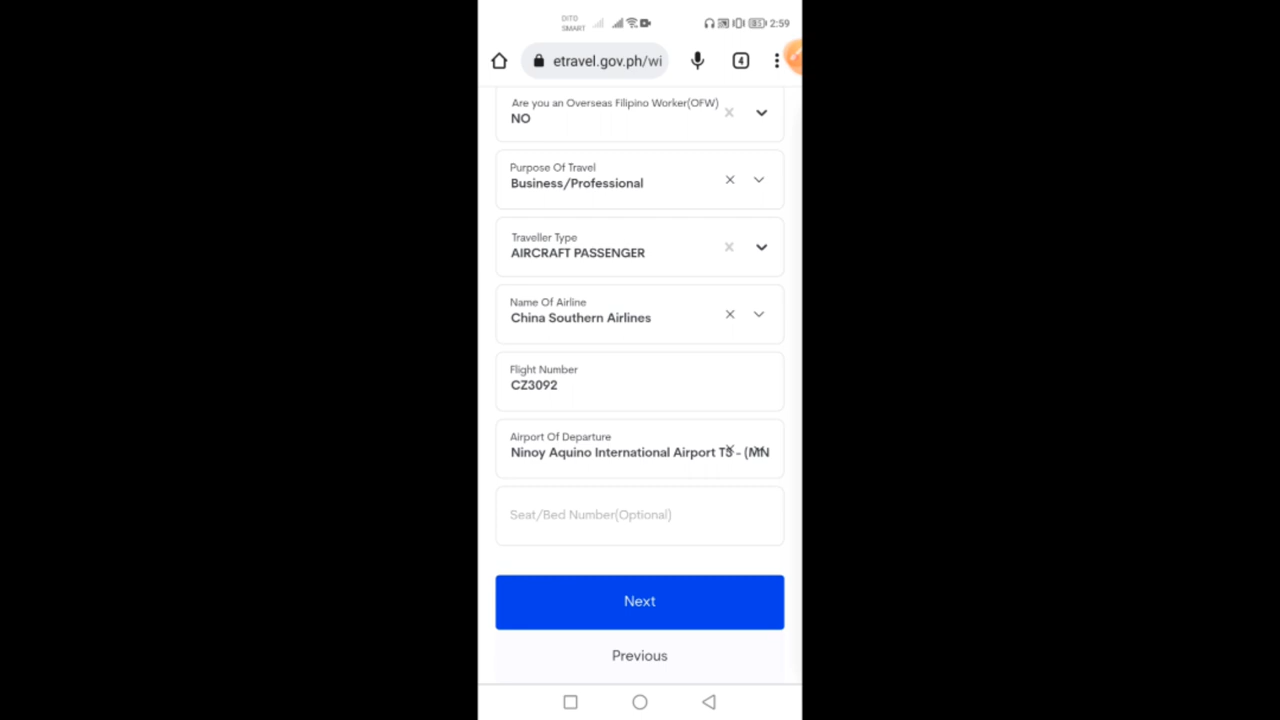 DITO
SMART
85
2:59
etravel.gov.ph/wi
4
Are you an Overseas Filipino Worker(OFW)
NO
Purpose Of Travel
Business/Professional
Traveller Type
AIRCRAFT PASSENGER
Name Of Airline
China Southern Airlines
Flight Number
CZ3092
Airport Of Departure
Ninoy Aquino International Airport T3 - (MN
Seat/Bed Number(Optional)
Next
Previous